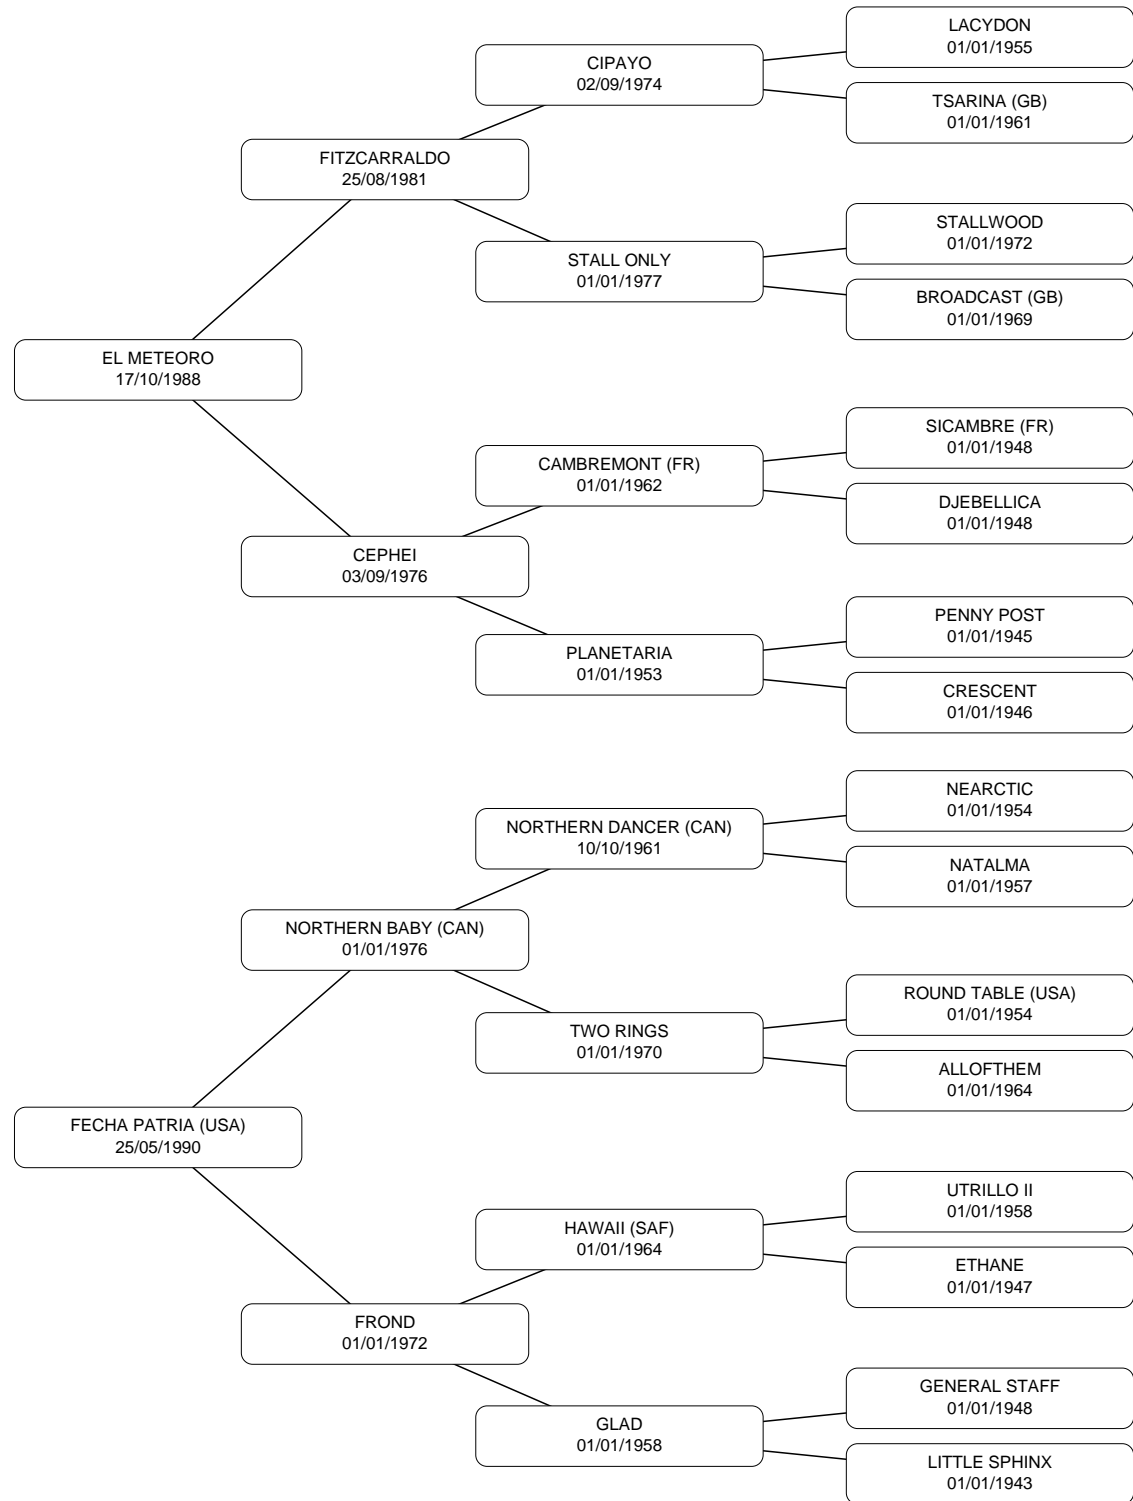 LACYDON
01/01/1955
CIPAYO
02/09/1974
TSARINA (GB)
01/01/1961
FITZCARRALDO
25/08/1981
STALLWOOD
01/01/1972
STALL ONLY
01/01/1977
BROADCAST (GB)
01/01/1969
EL METEORO
17/10/1988
SICAMBRE (FR)
01/01/1948
CAMBREMONT (FR)
01/01/1962
DJEBELLICA
01/01/1948
CEPHEI
03/09/1976
PENNY POST
01/01/1945
PLANETARIA
01/01/1953
CRESCENT
01/01/1946
NEARCTIC
01/01/1954
NORTHERN DANCER (CAN)
10/10/1961
NATALMA
01/01/1957
NORTHERN BABY (CAN)
01/01/1976
ROUND TABLE (USA)
01/01/1954
TWO RINGS
01/01/1970
ALLOFTHEM
01/01/1964
FECHA PATRIA (USA)
25/05/1990
UTRILLO II
01/01/1958
HAWAII (SAF)
01/01/1964
ETHANE
01/01/1947
FROND
01/01/1972
GENERAL STAFF
01/01/1948
GLAD
01/01/1958
LITTLE SPHINX
01/01/1943